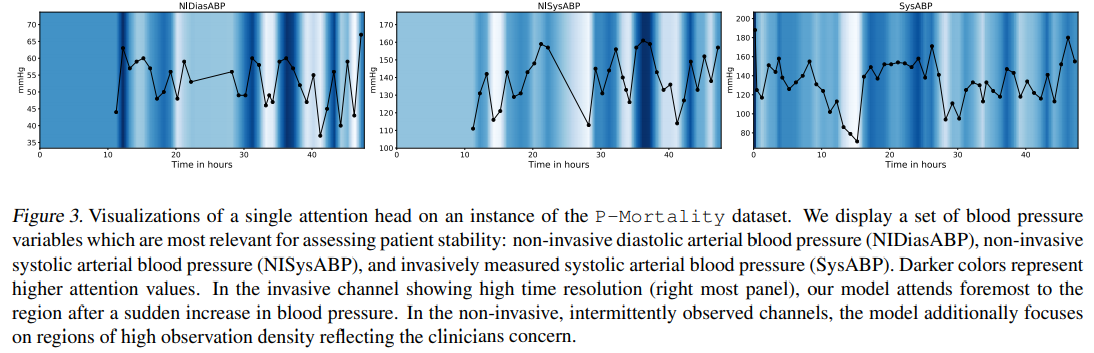 NIDiasABP
NISysABP
SysABP
70
65
60
55
50
45
40
35
mmHg
0
10
20
30
40
Time in hours
170
160
150
140
130
120
110
100
mmHg
0
10
20
30
40
Time in hours
200
180
160
140
120
100
80
mmHg
0
10
20
30
40
Time in hours
Figure 3. Visualizations of a single attention head on an instance of the P-Mortality dataset. We display a set of blood pressure
variables which are most relevant for assessing patient stability: non-invasive diastolic arterial blood pressure (NIDiasABP), non-invasive
systolic arterial blood pressure (NISysABP), and invasively measured systolic arterial blood pressure (SysABP). Darker colors represent
higher attention values. In the invasive channel showing high time resolution (right most panel), our model attends foremost to the
region after a sudden increase in blood pressure. In the non-invasive, intermittently observed channels, the model additionally focuses
on regions of high observation density reflecting the clinicians concern.